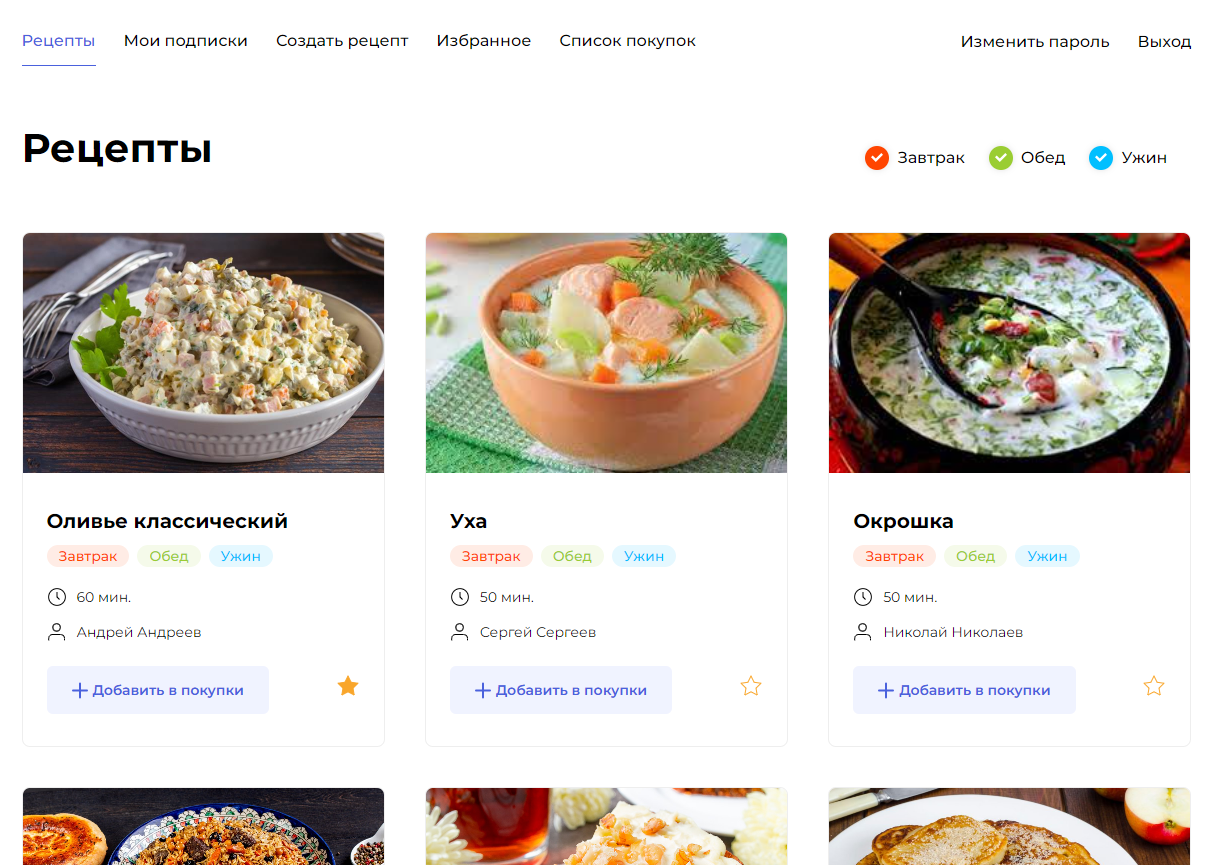 Рецепты Мои подписки Создать рецепт Избранное Список покупок Изменить пароль Выход
Рецепты
Завтрак Обед Ужин
Оливье классический
Завтрак Обед Ужин
60 мин.
Андрей Андреев
Добавить в покупки
Уха
Завтрак Обед Ужин
50 мин.
Сергей Сергеев
Добавить в покупки
Окрошка
Завтрак Обед Ужин
50 мин.
Николай Николаев
Добавить в покупки